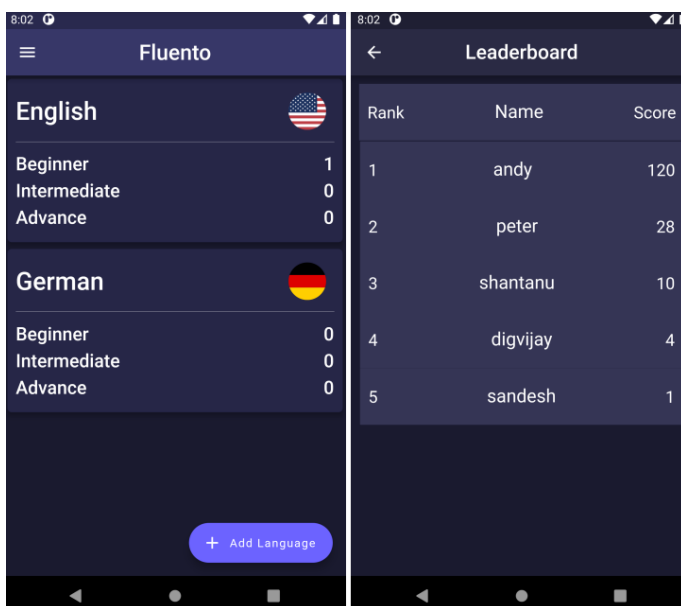 8:02
Fluento
English
Beginner 1
Intermediate 0
Advance 0
German
Beginner 0
Intermediate 0
Advance 0
+ Add Language
8:02
Leaderboard
Rank Name Score
1 andy 120
2 peter 28
3 shantanu 10
4 digvijay 4
5 sandesh 1